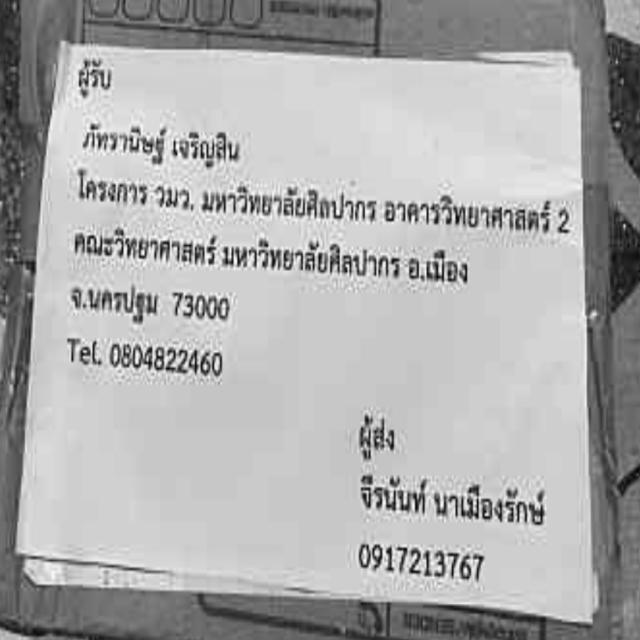 ผู้รับ
ภัทรานิษฐ์ เจริญสิน
โครงการ วมว. มหาวิทยาลัยศิลปากร อาคารวิทยาศาสตร์ 2
คณะวิทยาศาสตร์ มหาวิทยาลัยศิลปากร อ.เมือง
จ.นครปฐม 73000
Tel. 0804822460
ผู้ส่ง
จีรนันท์ นาเมืองรักษ์
0917213767